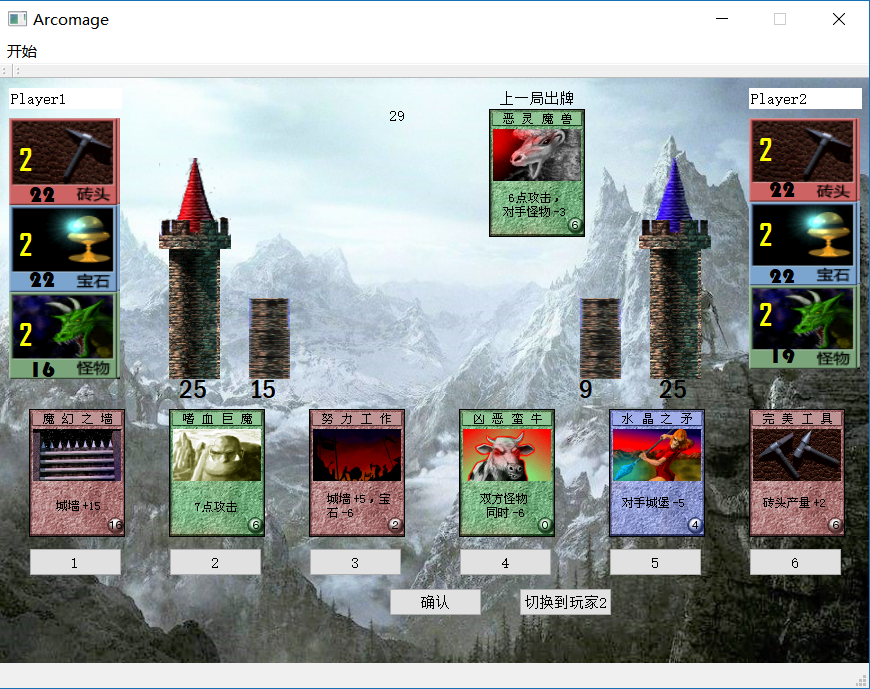 Arcomage
开始
Player1
29
上一局出牌
Player2
恶灵魔兽
6点攻击，
对手怪物-3
6
2
22 砖头
2
22 宝石
2
16 怪物
2
22 砖头
2
22 宝石
2
19 怪物
25
15
9
25
魔幻之墙
城墙+15
16
嗜血巨魔
7点攻击
6
努力工作
城墙+5，宝
石-6
2
凶恶蛮牛
双方怪物
同时-6
0
水晶之矛
对手城堡-5
4
完美工具
砖头产量+2
6
1
2
3
4
5
6
确认
切换到玩家2